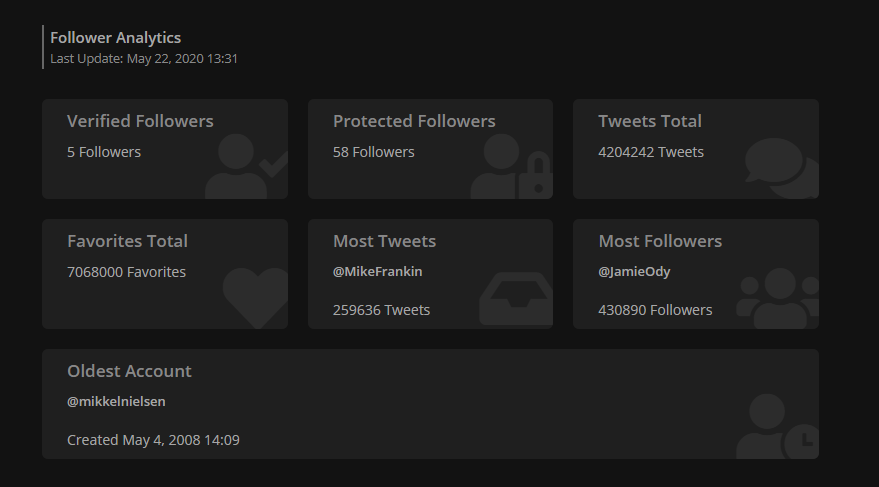 Follower Analytics
Last Update: May 22, 2020 13:31
Verified Followers
5 Followers
Protected Followers
58 Followers
Tweets Total
4204242 Tweets
Favorites Total
7068000 Favorites
Most Tweets
@MikeFrankin
259636 Tweets
Most Followers
@JamieOdy
430890 Followers
Oldest Account
@mikkelnielsen
Created May 4, 2008 14:09